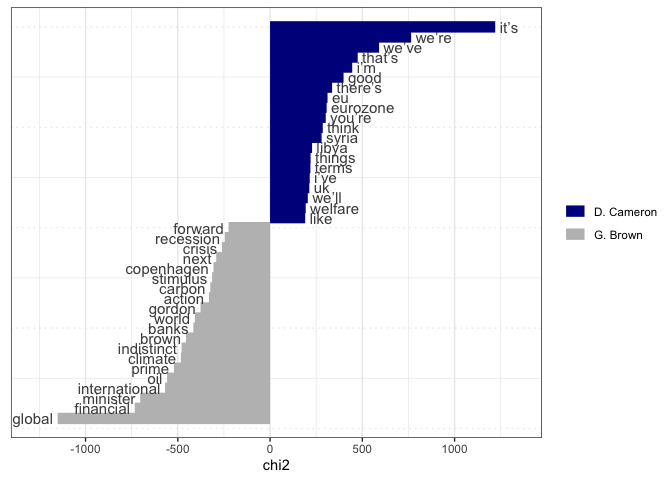 it's
we're
we've
that's
i'm
good
there's
eu
eurozone
you're
think
syria
libya
things
terms
i've
uk
we'll
welfare
like
forward
recession
crisis
next
copenhagen
stimulus
carbon
action
gordon
world
banks
brown
indistinct
climate
prime
oil
international
minister
financial
global
-1000 -500 0 500 1000
chi2
D. Cameron
G. Brown